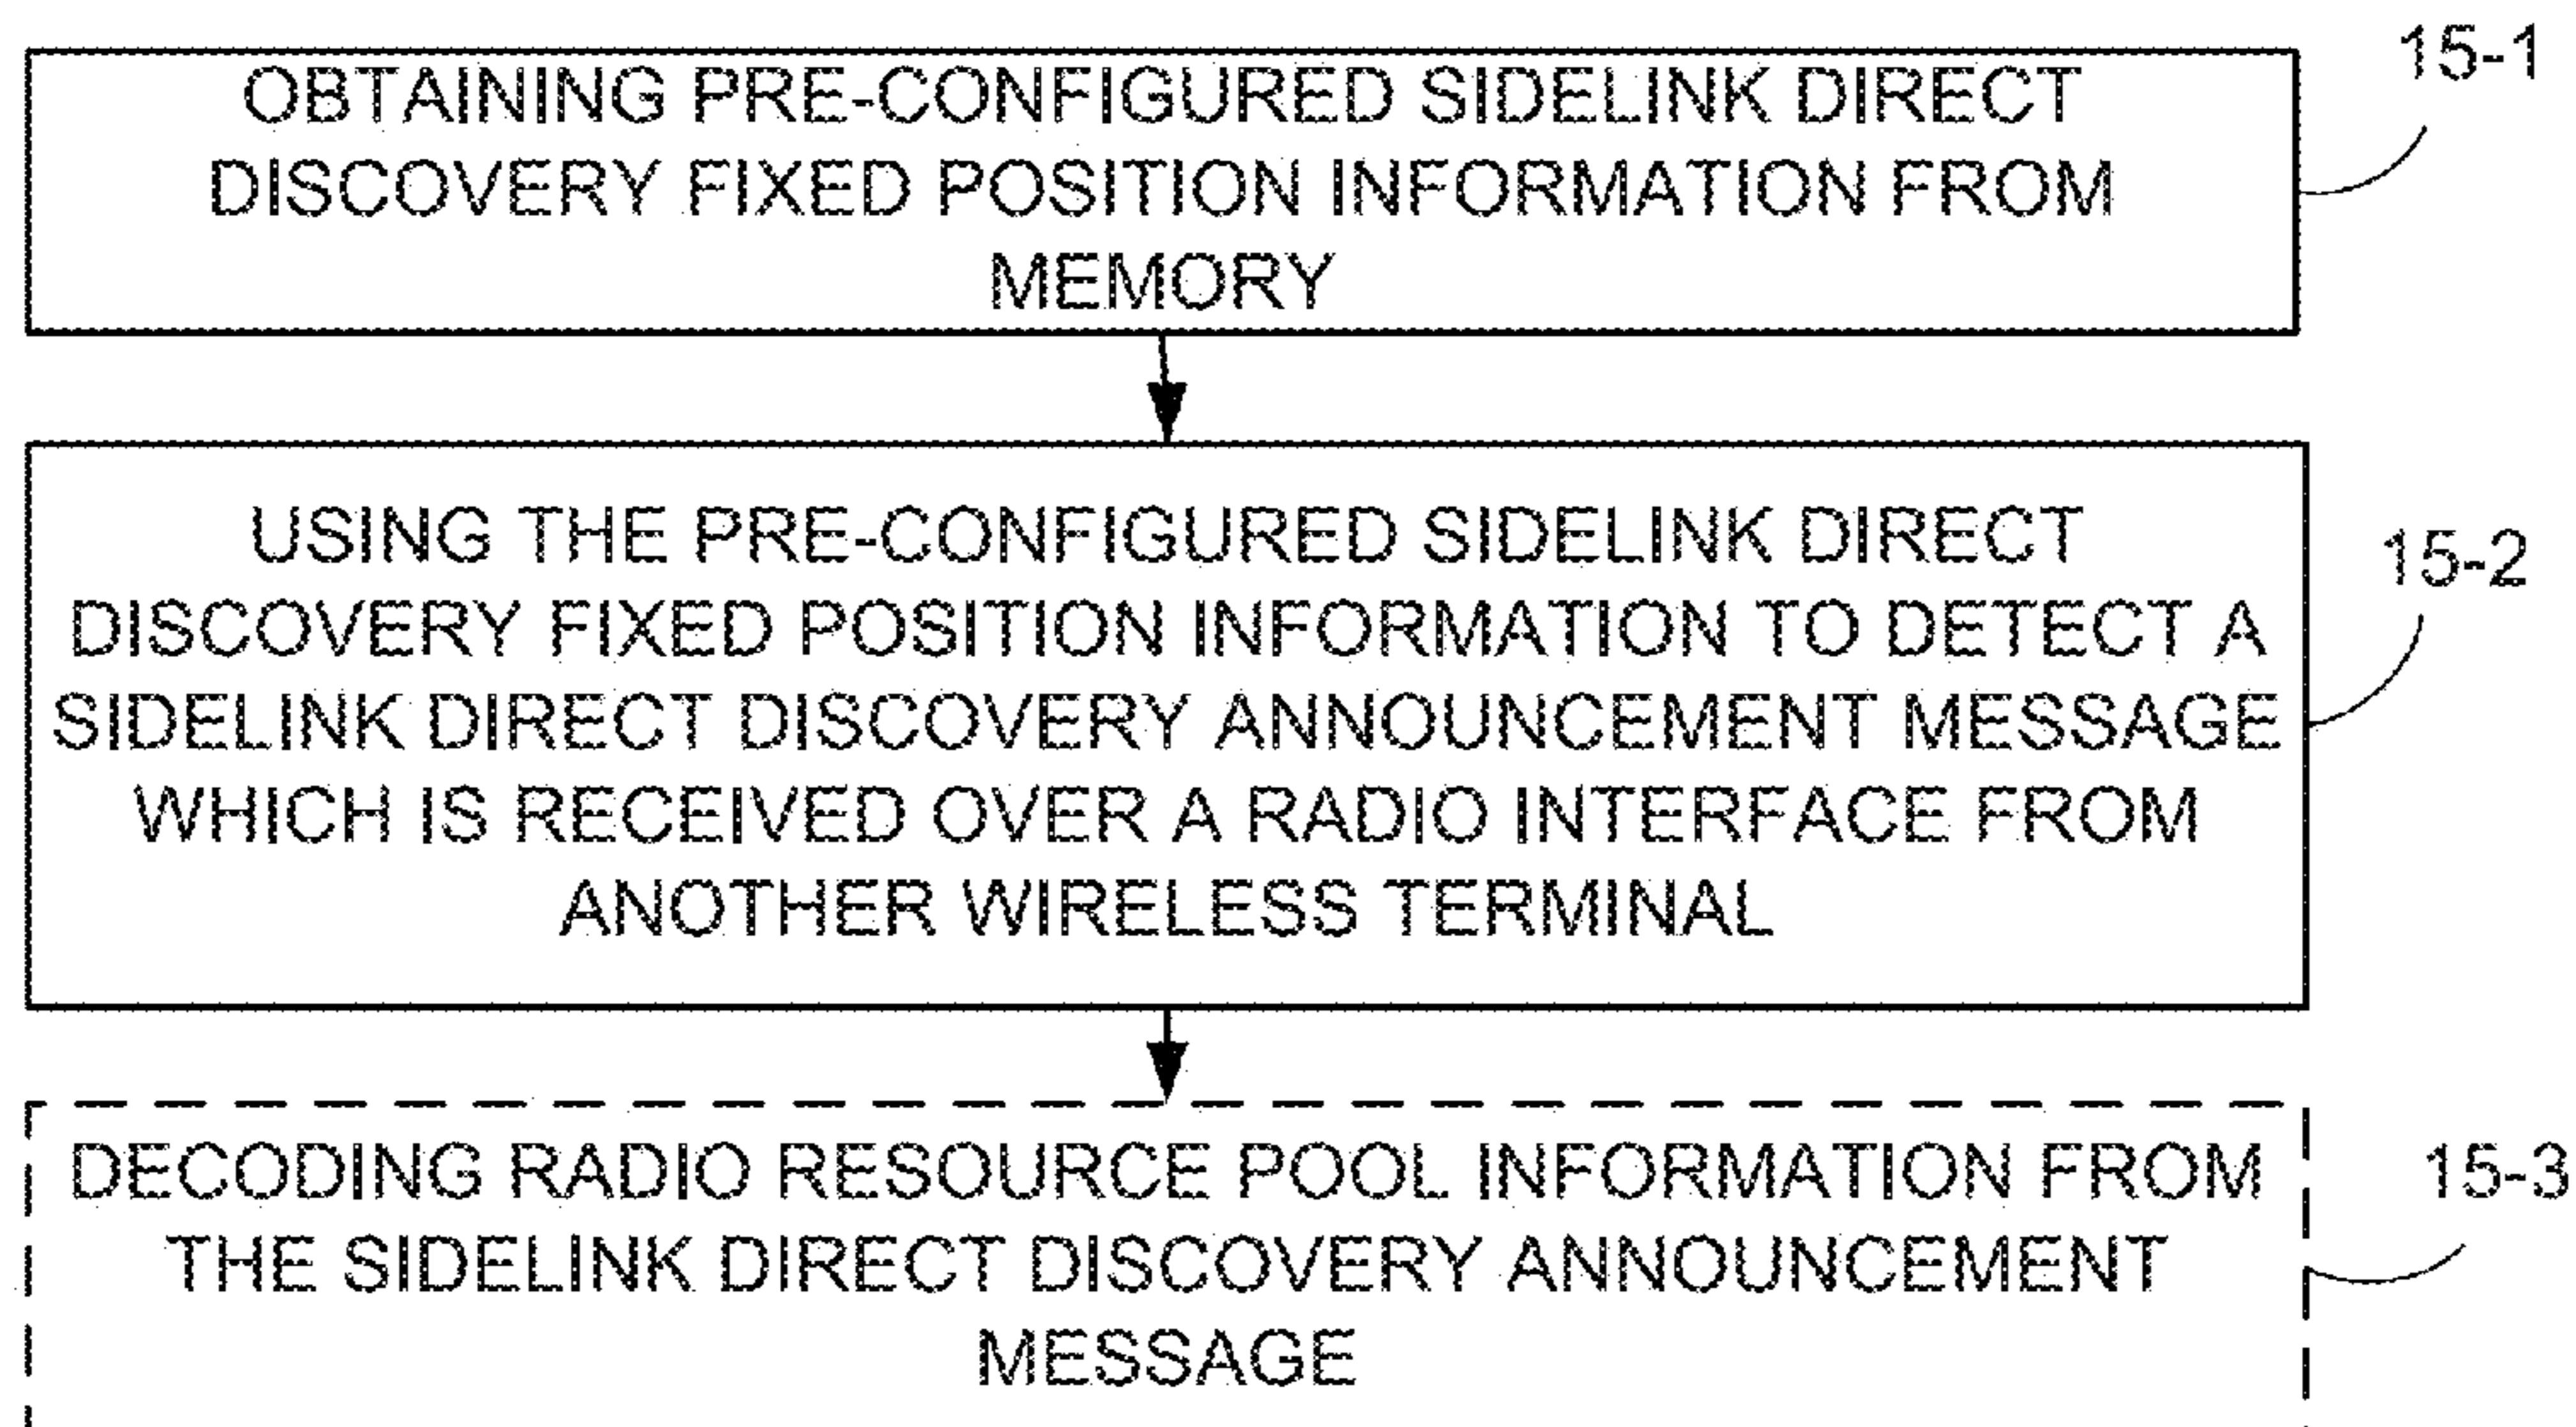 15-1
OBTAINING PRE-CONFIGURED SIDELINK DIRECT
DISCOVERY FIXED POSITION INFORMATION FROM
MEMORY
USING THE PRE-CONFIGURED SIDELINK DIRECT
DISCOVERY FIXED POSITION INFORMATION TO DETECT A
SIDELINK DIRECT DISCOVERY ANNOUNCEMENT MESSAGE
WHICH IS RECEIVED OVER A RADIO INTERFACE FROM
ANOTHER WIRELESS TERMINAL
15-2
DECODING RADIO RESOURCE POOL INFORMATION FROM
THE SIDELINK DIRECT DISCOVERY ANNOUNCEMENT
MESSAGE
15-3